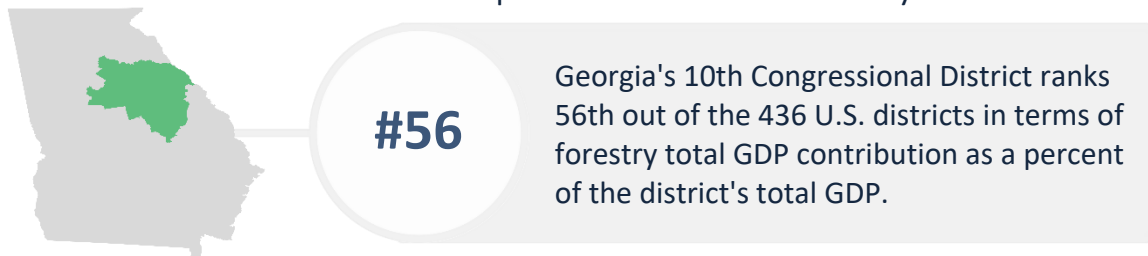 #56
Georgia's 10th Congressional District ranks
56th out of the 436 U.S. districts in terms of
forestry total GDP contribution as a percent
of the district's total GDP.